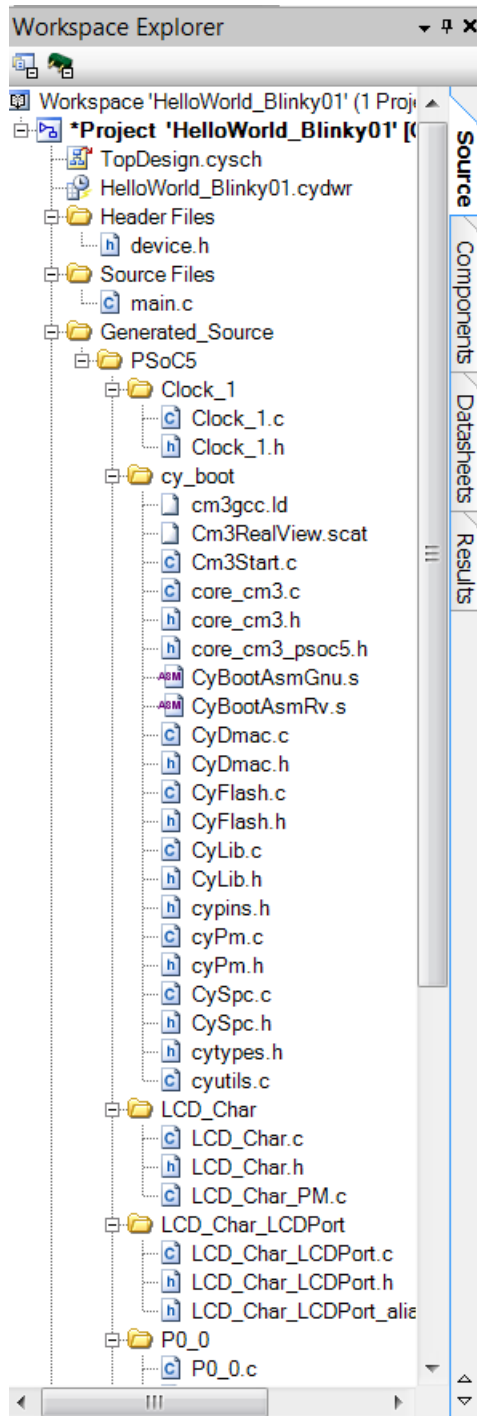 Workspace Explorer
Workspace 'HelloWorld_Blinky01' (1 Proj
*Project 'HelloWorld_Blinky01' [
TopDesign.cysch
HelloWorld_Blinky01.cydwr
Header Files
device.h
Source Files
main.c
Generated_Source
PSoC5
Clock_1
Clock_1.c
Clock_1.h
cy_boot
cm3gcc.ld
Cm3RealView.scat
Cm3Start.c
core_cm3.c
core_cm3.h
core_cm3_psoc5.h
CyBootAsmGnu.s
CyBootAsmRv.s
CyDmac.c
CyDmac.h
CyFlash.c
CyFlash.h
CyLib.c
CyLib.h
cypins.h
cyPm.c
cyPm.h
CySpc.c
CySpc.h
cytypes.h
cyutils.c
LCD_Char
LCD_Char.c
LCD_Char.h
LCD_Char_PM.c
LCD_Char_LCDPort
LCD_Char_LCDPort.c
LCD_Char_LCDPort.h
LCD_Char_LCDPort_alia
P0_0
P0_0.c
Source
Components
Datasheets
Results